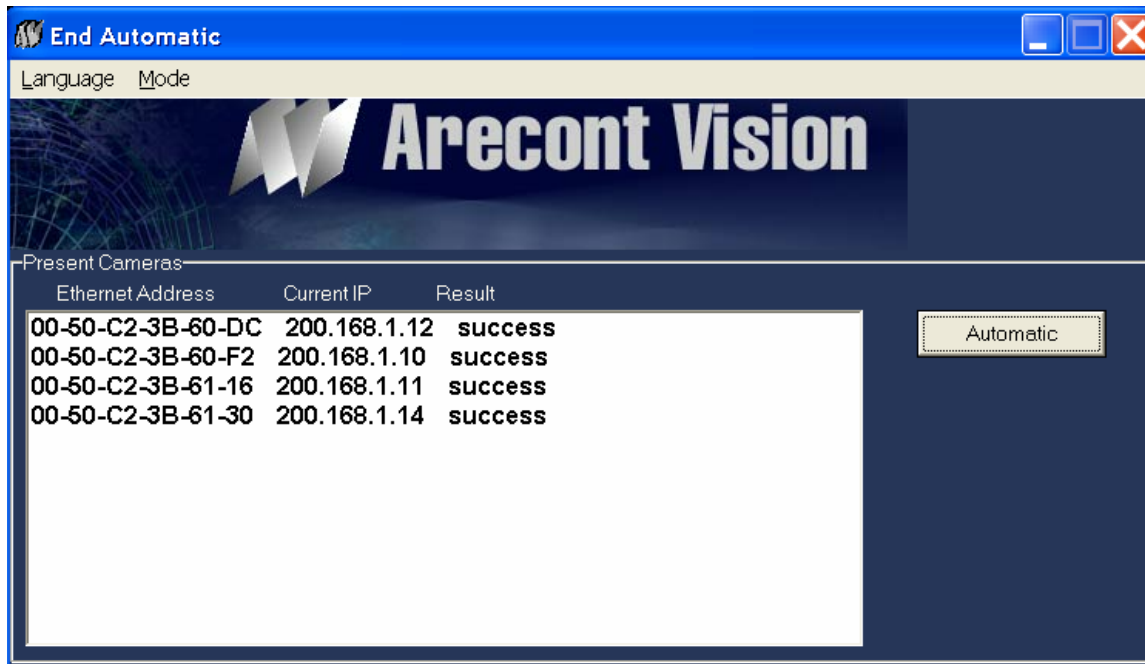 End Automatic
Language Mode
Arecont Vision
Present Cameras
Ethernet Address Current IP Result
00-50-C2-3B-60-DC 200.168.1.12 success
00-50-C2-3B-60-F2 200.168.1.10 success
00-50-C2-3B-61-16 200.168.1.11 success
00-50-C2-3B-61-30 200.168.1.14 success
Automatic